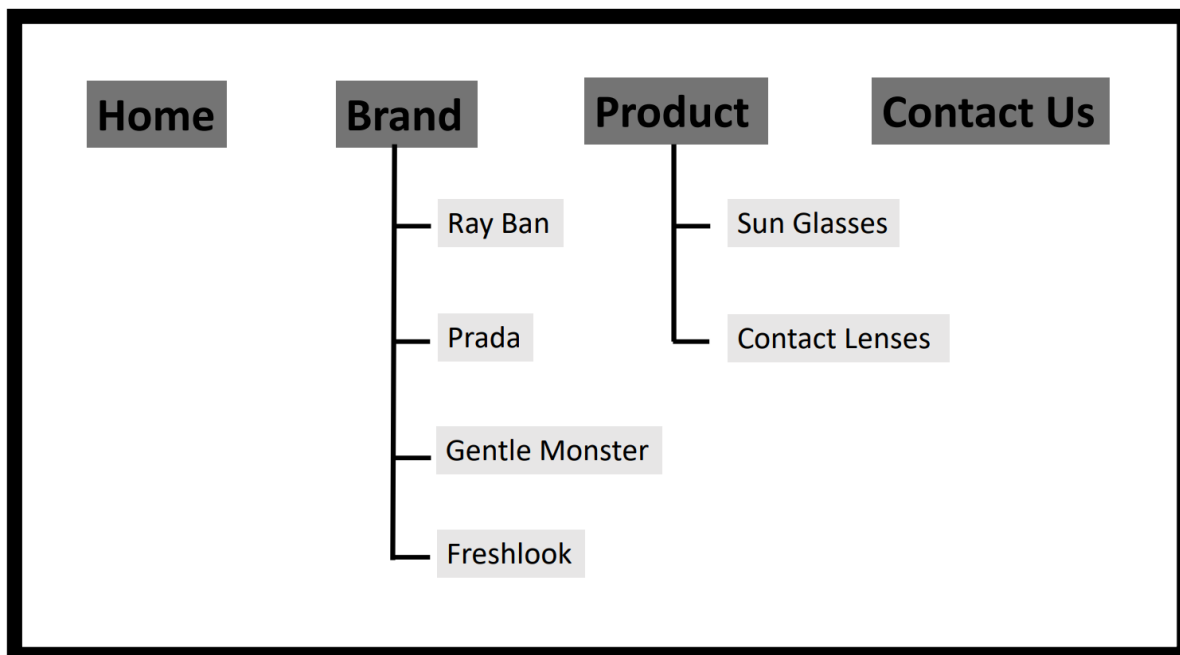 Home
Brand
Product
Contact Us
Ray Ban
Prada
Gentle Monster
Freshlook
Sun Glasses
Contact Lenses